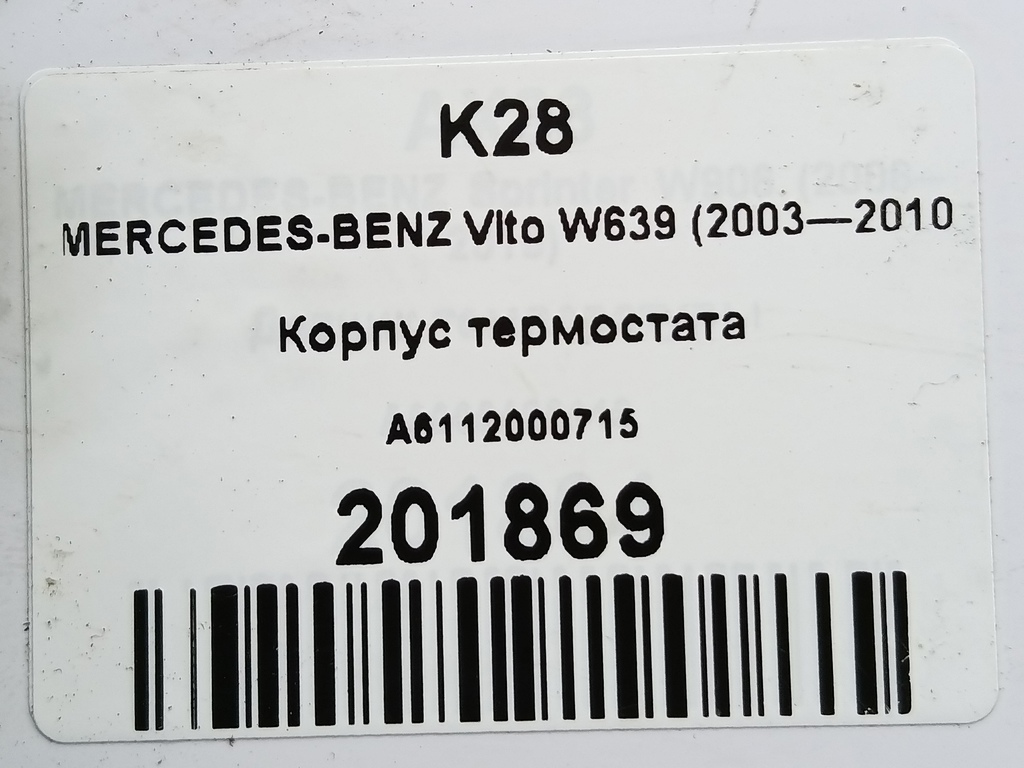 K28
MERCEDES-BENZ Vito W639 (2003—2010
Корпус термостата
A6112000715
201869